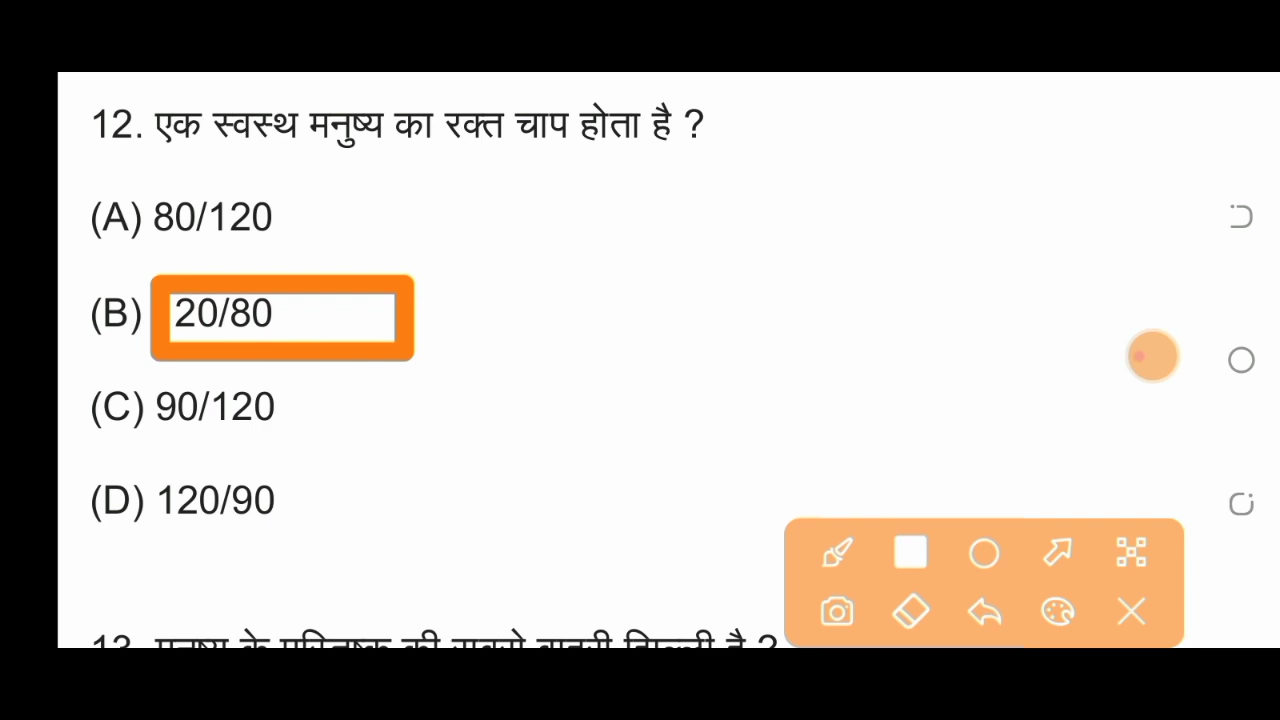 12. एक स्वस्थ मनुष्य का रक्त चाप होता है ?
(A) 80/120
(B) 20/80
(C) 90/120
(D) 120/90